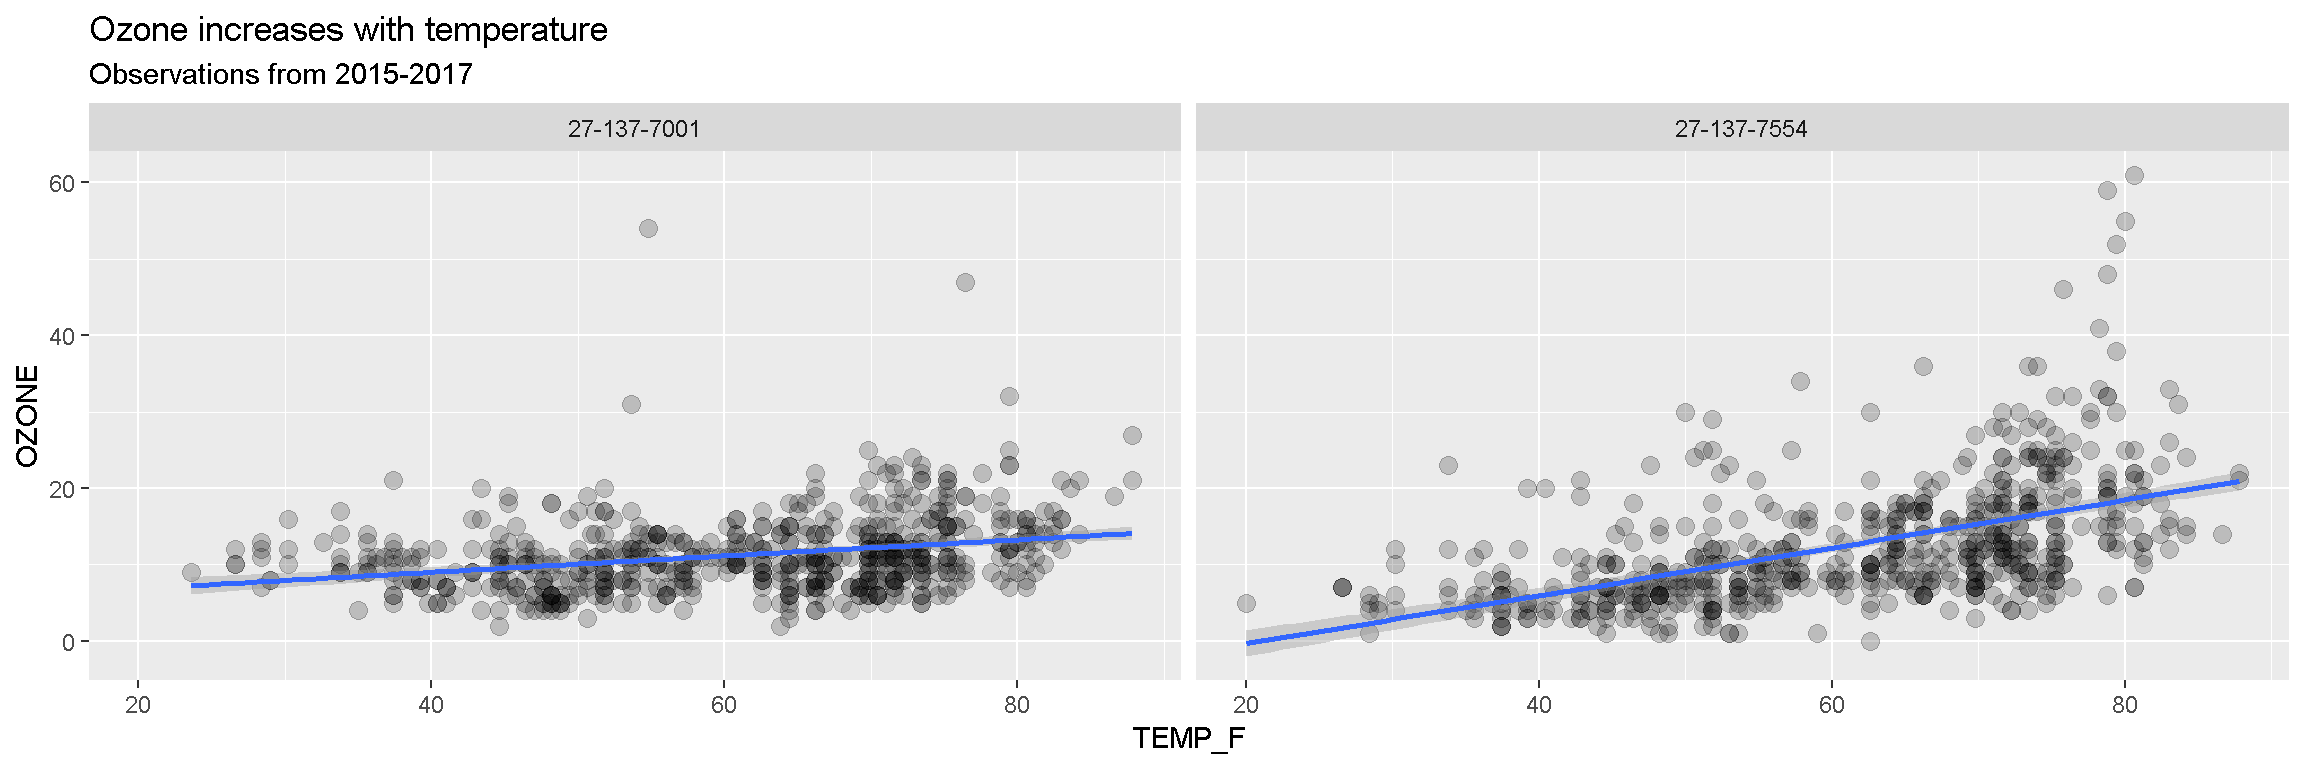 Ozone increases with temperature
Observations from 2015-2017
27-137-7001
27-137-7554
OZONE
60
40
20
0
20 40 60 80
20 40 60 80
TEMP_F